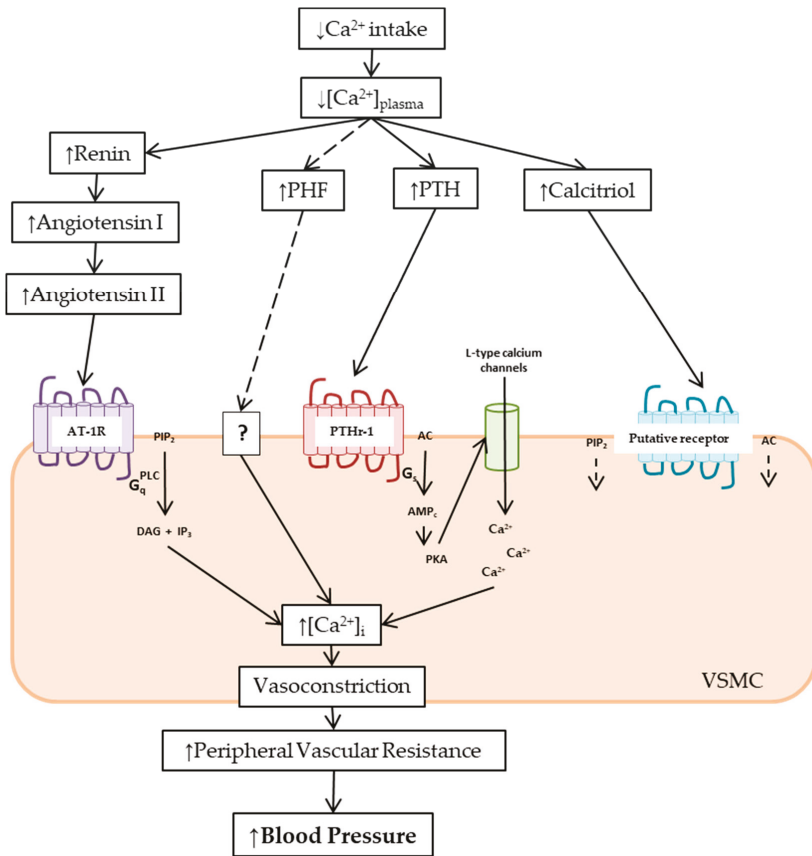 ↓Ca²⁺ intake
↓[Ca²⁺]plasma
↑Renin
↑PHF
↑PTH
↑Calcitriol
↑Angiotensin I
↑Angiotensin II
L-type calcium
channels
AT-1R
PIP₂
?
PTHr-1
AC
PIP₂
Putative receptor
AC
PLC
Gq
Gs
AMPc
DAG + IP₃
PKA
Ca²⁺
Ca²⁺
Ca²⁺
↑[Ca²⁺]i
Vasoconstriction
VSMC
↑Peripheral Vascular Resistance
↑Blood Pressure